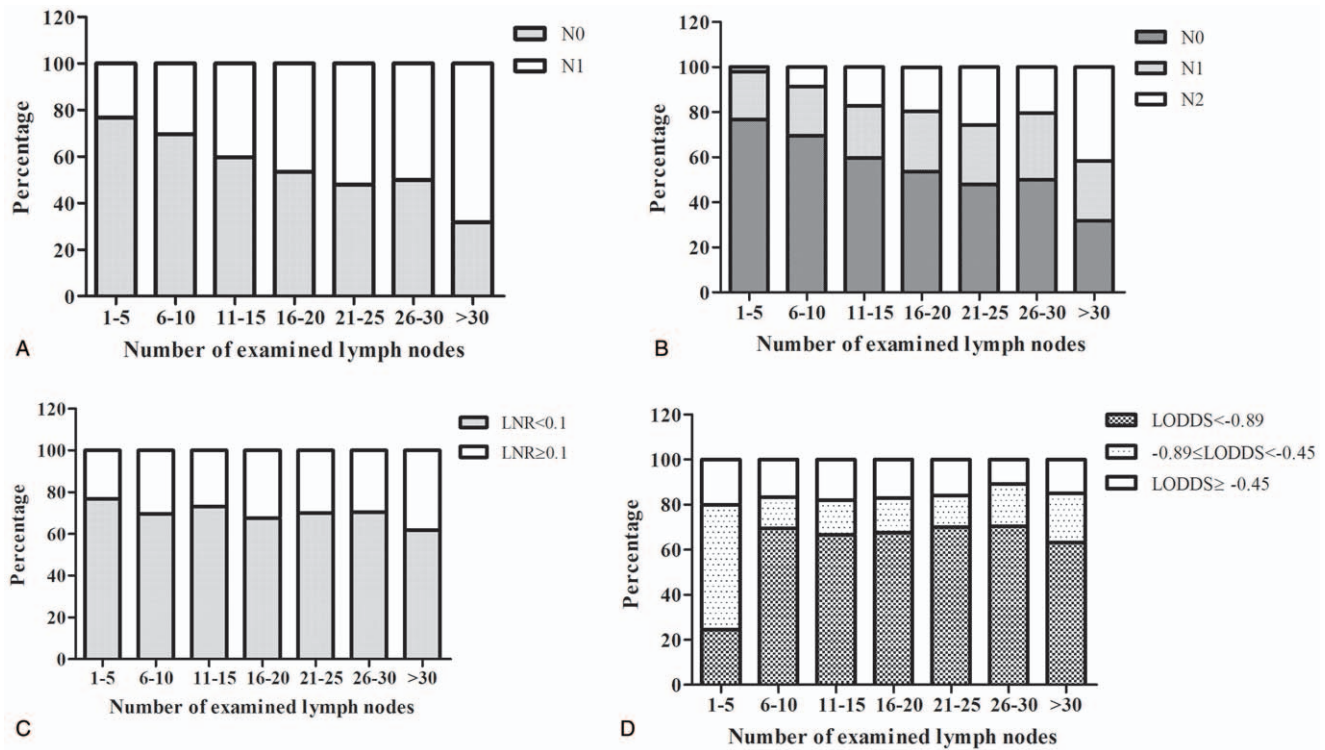 120
100
80
60
40
20
0
Percentage
1-5 6-10 11-15 16-20 21-25 26-30 >30
Number of examined lymph nodes
N0
N1
A
120
100
80
60
40
20
0
Percentage
1-5 6-10 11-15 16-20 21-25 26-30 >30
Number of examined lymph nodes
N0
N1
N2
B
120
100
80
60
40
20
0
Percentage
1-5 6-10 11-15 16-20 21-25 26-30 >30
Number of examined lymph nodes
LNR<0.1
LNR≥0.1
C
120
100
80
60
40
20
0
Percentage
1-5 6-10 11-15 16-20 21-25 26-30 >30
Number of examined lymph nodes
LODDS<-0.89
-0.89≤LODDS<-0.45
LODDS≥ -0.45
D